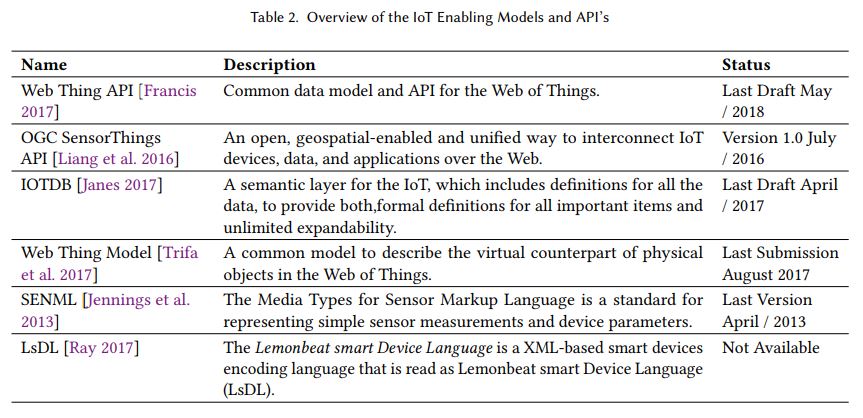 Table 2. Overview of the IoT Enabling Models and API's
Name Description Status
Web Thing API [Francis Common data model and API for the Web of Things. Last Draft May
2017] / 2018
OGC SensorThings An open, geospatial-enabled and unified way to interconnect IoT Version 1.0 July
API [Liang et al. 2016] devices, data, and applications over the Web. / 2016
IOTDB [Janes 2017] A semantic layer for the IoT, which includes definitions for all the Last Draft April
data, to provide both,formal definitions for all important items and / 2017
unlimited expandability.
Web Thing Model [Trifa A common model to describe the virtual counterpart of physical Last Submission
et al. 2017] objects in the Web of Things. August 2017
SENML [Jennings et al. The Media Types for Sensor Markup Language is a standard for Last Version
2013] representing simple sensor measurements and device parameters. April / 2013
LsDL [Ray 2017] The Lemonbeat smart Device Language is a XML-based smart devices Not Available
encoding language that is read as Lemonbeat smart Device Language
(LsDL).